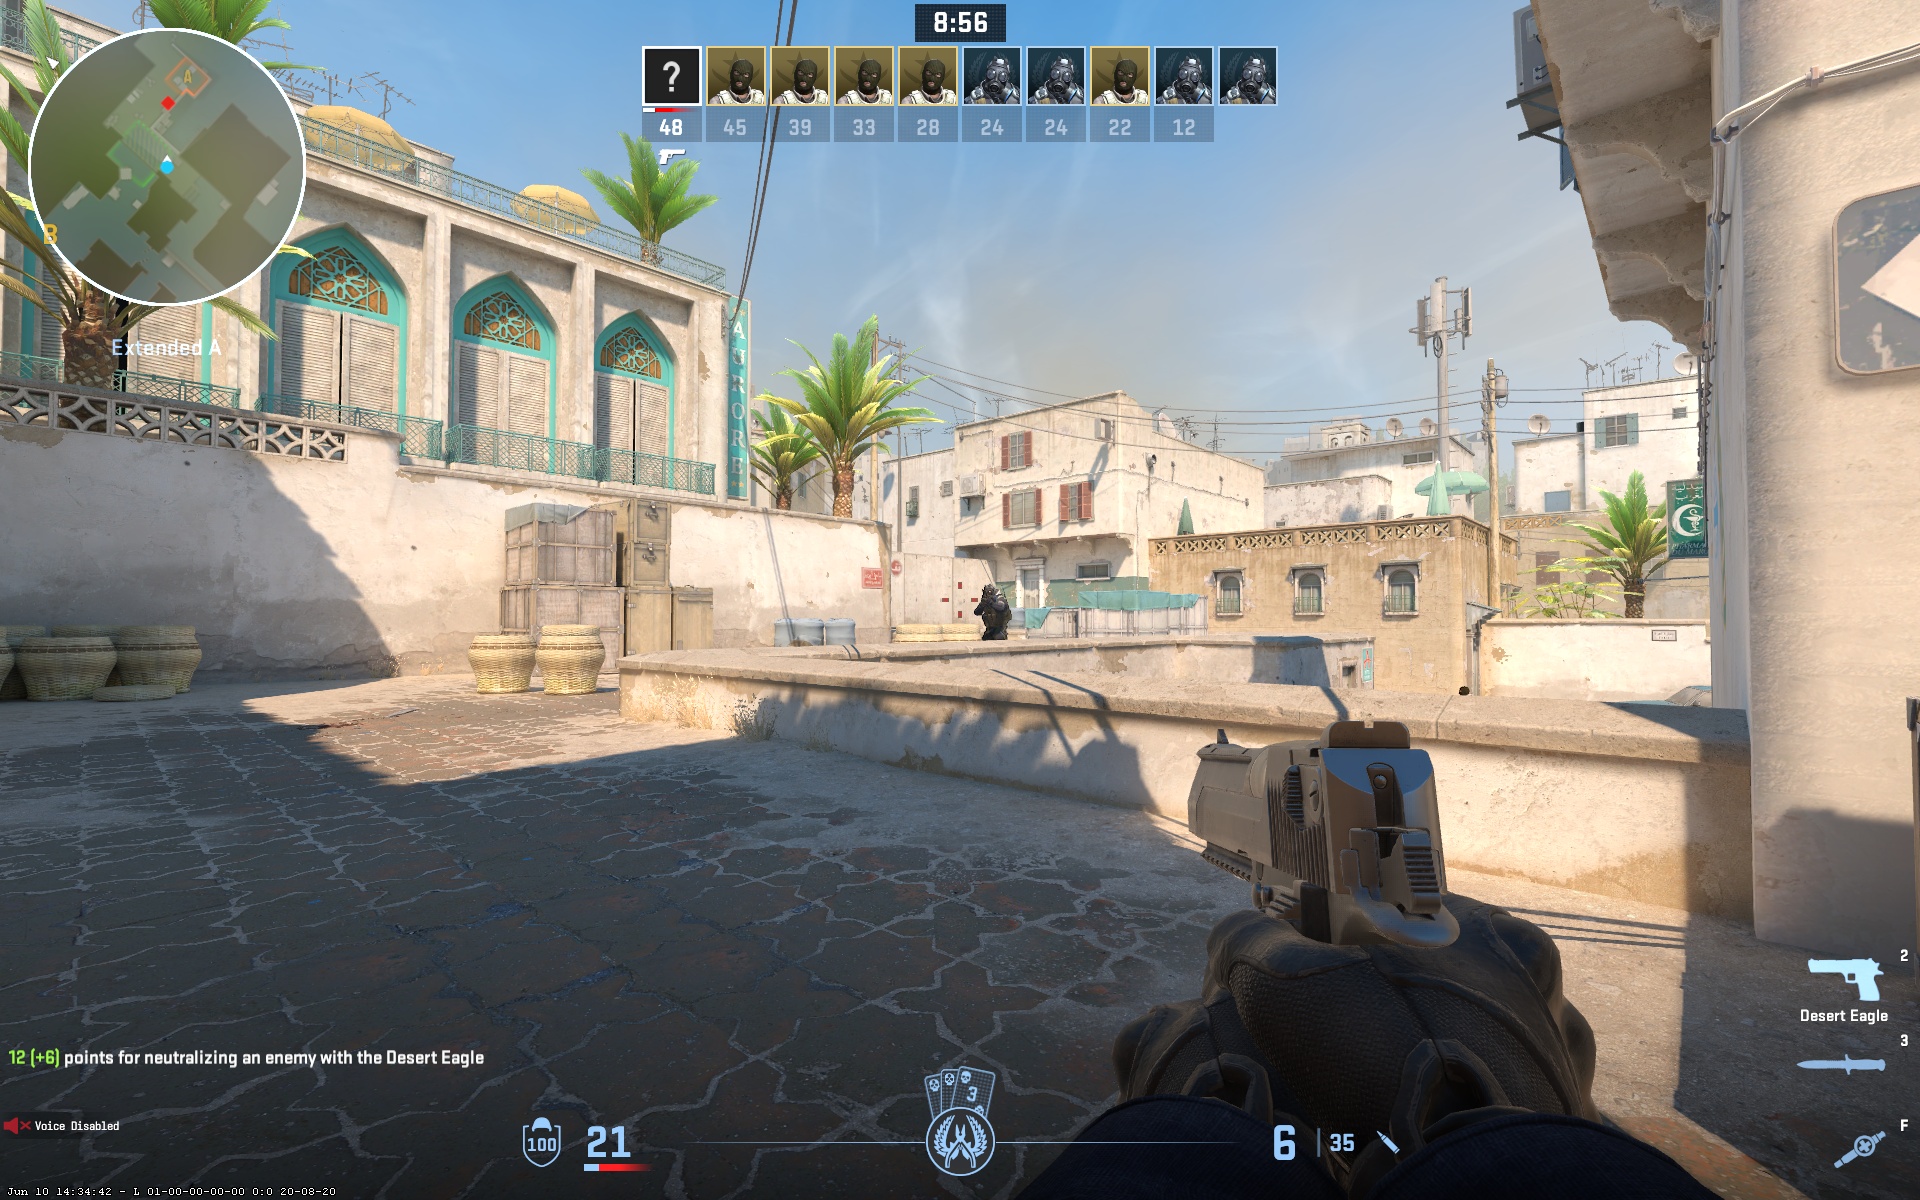 8:56
?
48 45 39 33 28 24 24 22 12
A
B
Extended A
AURORE
2
Desert Eagle
3
12 (+6) points for neutralizing an enemy with the Desert Eagle
3
Voice Disabled
F
100
21
6 35
Jun 10 14:34:42 - L 01-00-00-00-00 0:0 20-08-20